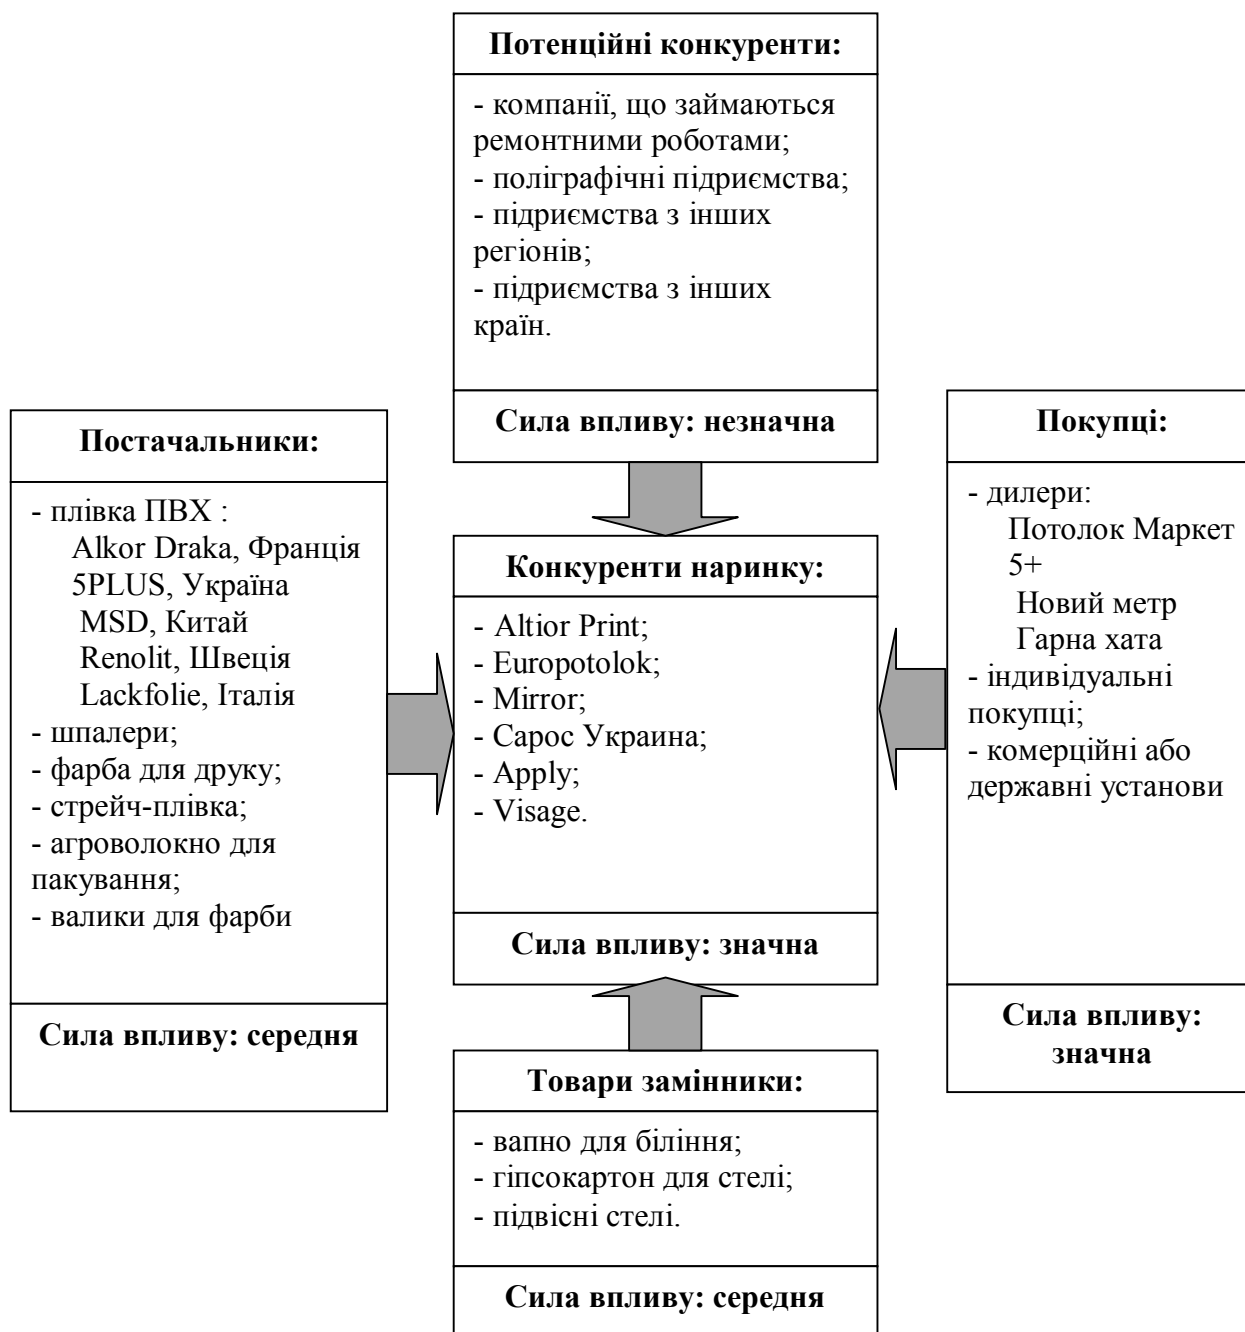 Потенційні конкуренти:
- компанії, що займаються
ремонтними роботами;
- поліграфічні підриємства;
- підриємства з інших
регіонів;
- підриємства з інших
країн.
Сила впливу: незначна
Постачальники:
- плівка ПВХ :
Alkor Draka, Франція
5PLUS, Україна
MSD, Китай
Renolit, Швеція
Lackfolie, Італія
- шпалери;
- фарба для друку;
- стрейч-плівка;
- агроволокно для
пакування;
- валики для фарби
Сила впливу: середня
Конкуренти наринку:
- Altior Print;
- Europotolok;
- Mirror;
- Сарос Украина;
- Apply;
- Visage.
Сила впливу: значна
Покупці:
- дилери:
Потолок Маркет
5+
Новий метр
Гарна хата
- індивідуальні
покупці;
- комерційні або
державні установи
Сила впливу:
значна
Товари замінники:
- вапно для біління;
- гіпсокартон для стелі;
- підвісні стелі.
Сила впливу: середня